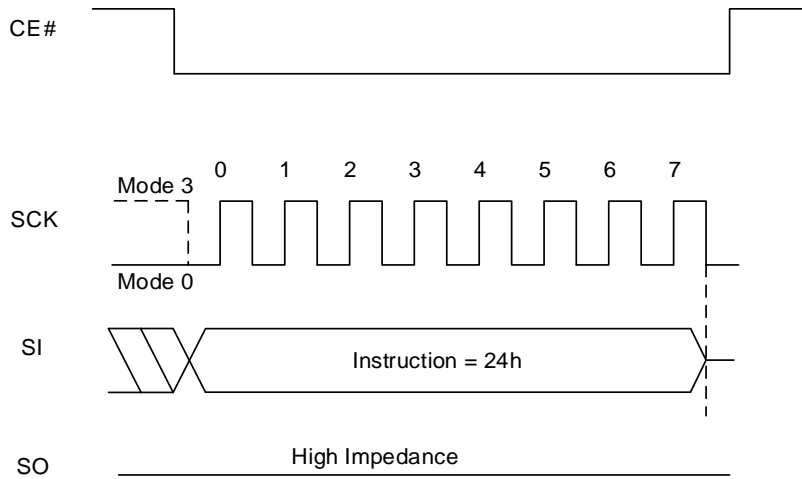 CE#
0 1 2 3 4 5 6 7
Mode 3
SCK
Mode 0
SI
Instruction = 24h
High Impedance
SO